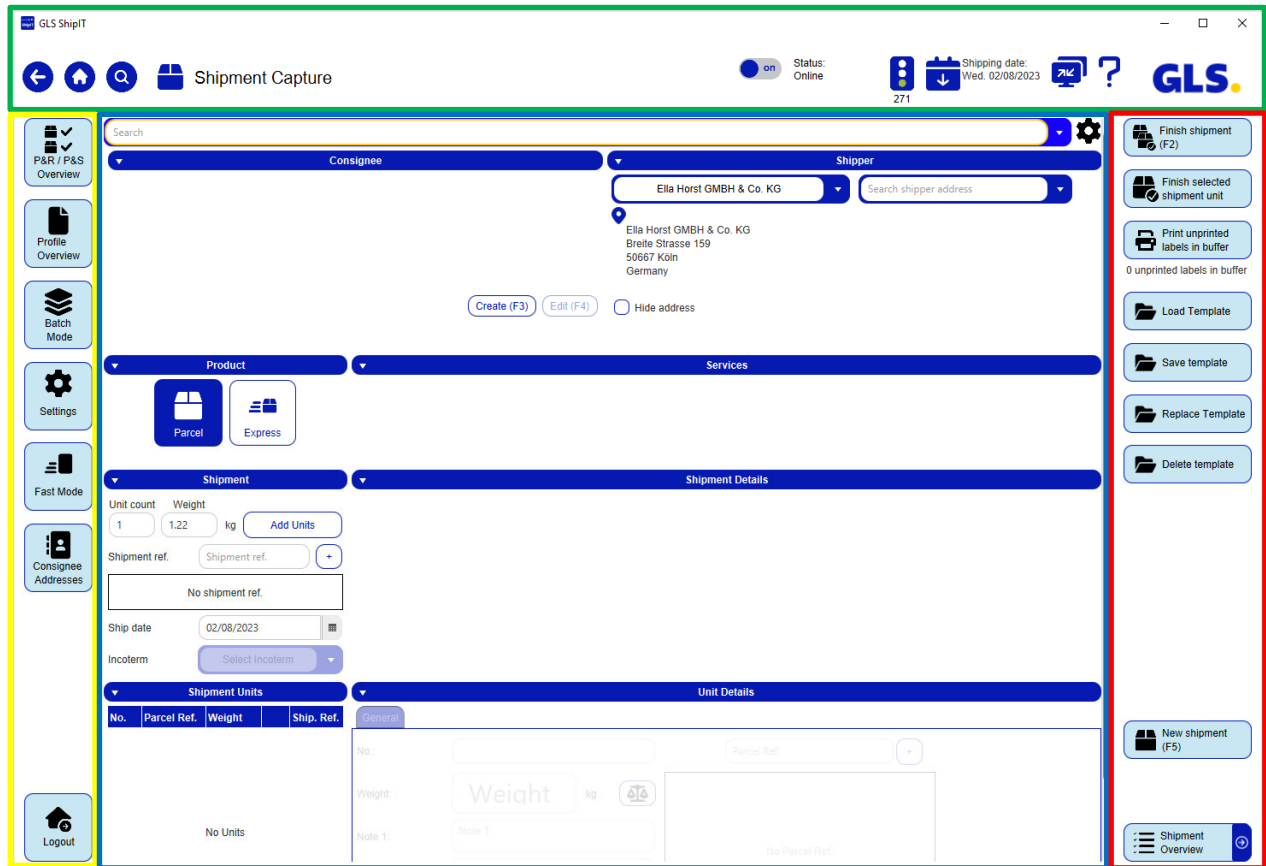 GLS ShipIT
Shipment Capture
on
Status:
Online
271
Shipping date:
Wed. 02/08/2023
?
GLS.
P&R / P&S
Overview
Profile
Overview
Batch
Mode
Settings
Fast Mode
Consignee
Addresses
Logout
Search
Consignee
Create (F3)
Edit (F4)
Shipper
Ella Horst GMBH & Co. KG
Search shipper address
Ella Horst GMBH & Co. KG
Breite Strasse 159
50667 Köln
Germany
Hide address
Product
Parcel
Express
Services
Shipment
Unit count Weight
1 1.22 kg Add Units
Shipment ref. Shipment ref. +
No shipment ref.
Ship date 02/08/2023
Incoterm Select Incoterm
Shipment Details
Shipment Units
No. Parcel Ref. Weight Ship. Ref.
No Units
Unit Details
General
No.: Parcel Ref. +
Weight: Weight kg
Note 1: Note 1
No Parcel Ref.
Finish shipment
(F2)
Finish selected
shipment unit
Print unprinted
labels in buffer
0 unprinted labels in buffer
Load Template
Save template
Replace Template
Delete template
New shipment
(F5)
Shipment
Overview